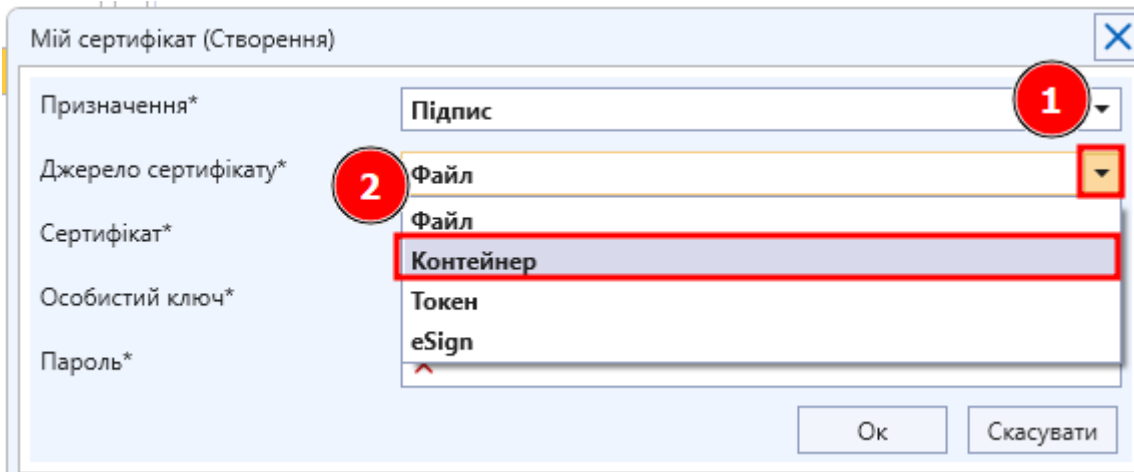 Мій сертифікат (Створення)
Призначення* Підпис 1
Джерело сертифікату* 2 Файл
Файл
Сертифікат*
Контейнер
Особистий ключ* Токен
eSign
Пароль*
Ок Скасувати